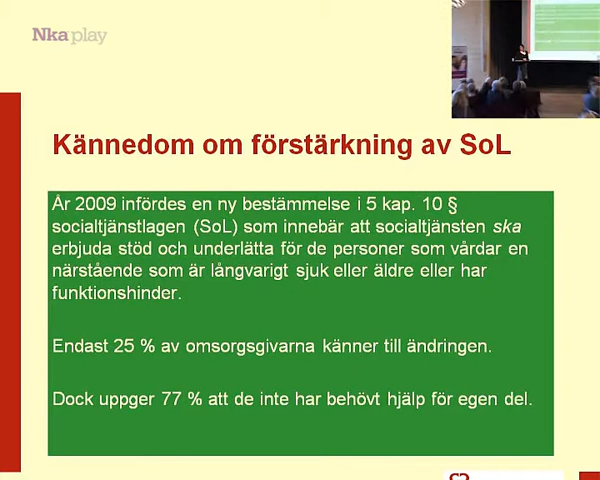 Nka play
Kännedom om förstärkning av SoL
År 2009 infördes en ny bestämmelse i 5 kap. 10 §
socialtjänstlagen (SoL) som innebär att socialtjänsten ska
erbjuda stöd och underlätta för de personer som vårdar en
närstående som är långvarigt sjuk eller äldre eller har
funktionshinder.
Endast 25 % av omsorgsgivarna känner till ändringen.
Dock uppger 77 % att de inte har behövt hjälp för egen del.